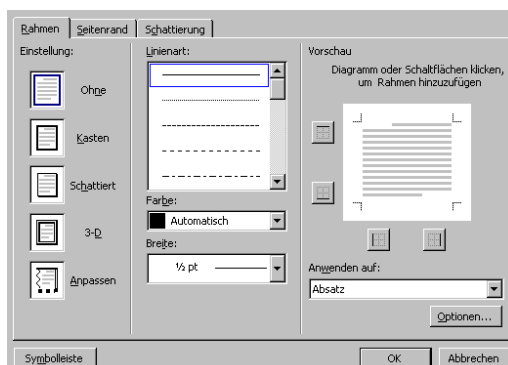 Rahmen Seitenrand Schattierung
Einstellung:
Ohne
Kasten
Schattiert
3-D
Anpassen
Linienart:
Farbe:
Automatisch
Breite:
½ pt
Vorschau
Diagramm oder Schaltflächen klicken,
um Rahmen hinzuzufügen
Anwenden auf:
Absatz
Optionen...
Symbolleiste
OK Abbrechen